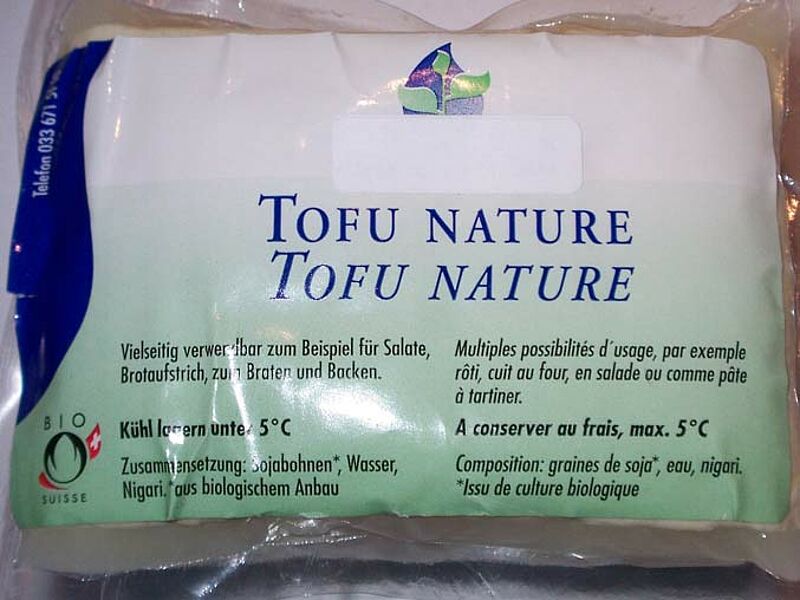 Telefon 033 671
TOFU NATURE
TOFU NATURE
Vielseitig verwendbar zum Beispiel für Salate,
Brotaufstrich, zum Braten und Backen.
Kühl lagern unter 5°C
Zusammensetzung: Sojabohnen*, Wasser,
Nigari. *aus biologischem Anbau
Multiples possibilités d´usage, par exemple
rôti, cuit au four, en salade ou comme pâte
à tartiner.
A conserver au frais, max. 5°C
Composition: graines de soja*, eau, nigari.
*Issu de culture biologique
BIO
SUISSE